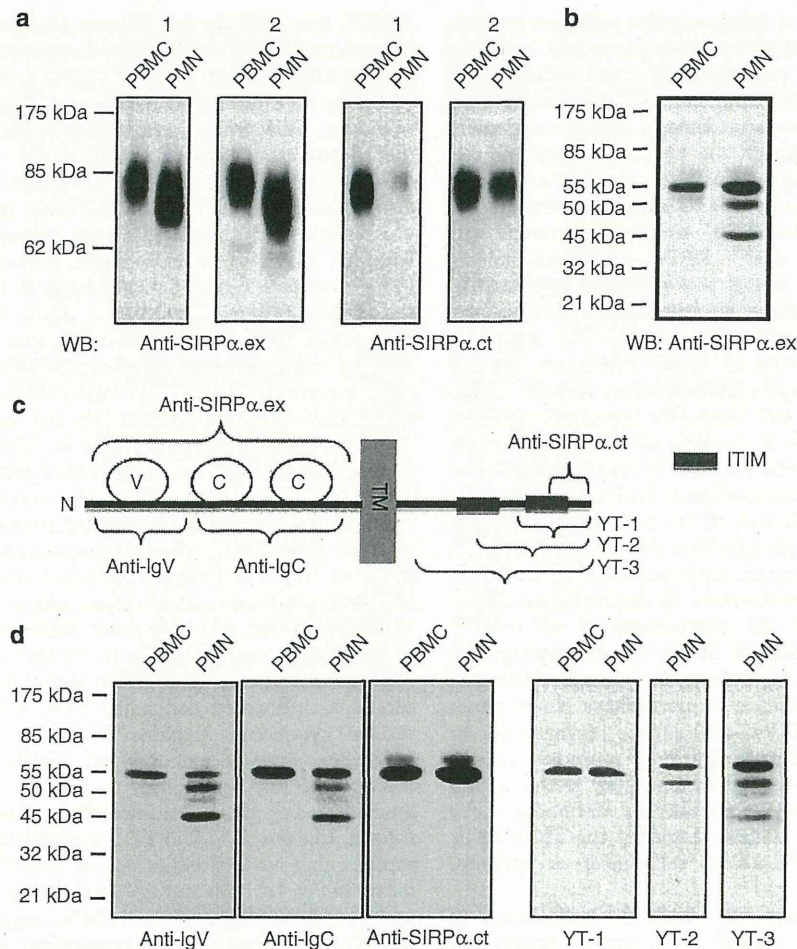 a
b
1
2
1
2
PBMC PMN PBMC PMN PBMC PMN PBMC PMN
PBMC PMN
175 kDa
85 kDa
62 kDa
WB: Anti-SIRPα.ex Anti-SIRPα.ct
175 kDa
85 kDa
55 kDa
50 kDa
45 kDa
32 kDa
21 kDa
WB: Anti-SIRPα.ex
c
Anti-SIRPα.ex
Anti-SIRPα.ct
ITIM
N
V
C
C
TM
Anti-IgV
Anti-IgC
YT-1
YT-2
YT-3
d
PBMC PMN PBMC PMN PBMC PMN PBMC PMN PMN PMN
175 kDa
85 kDa
55 kDa
50 kDa
45 kDa
32 kDa
21 kDa
Anti-IgV Anti-IgC Anti-SIRPα.ct YT-1 YT-2 YT-3